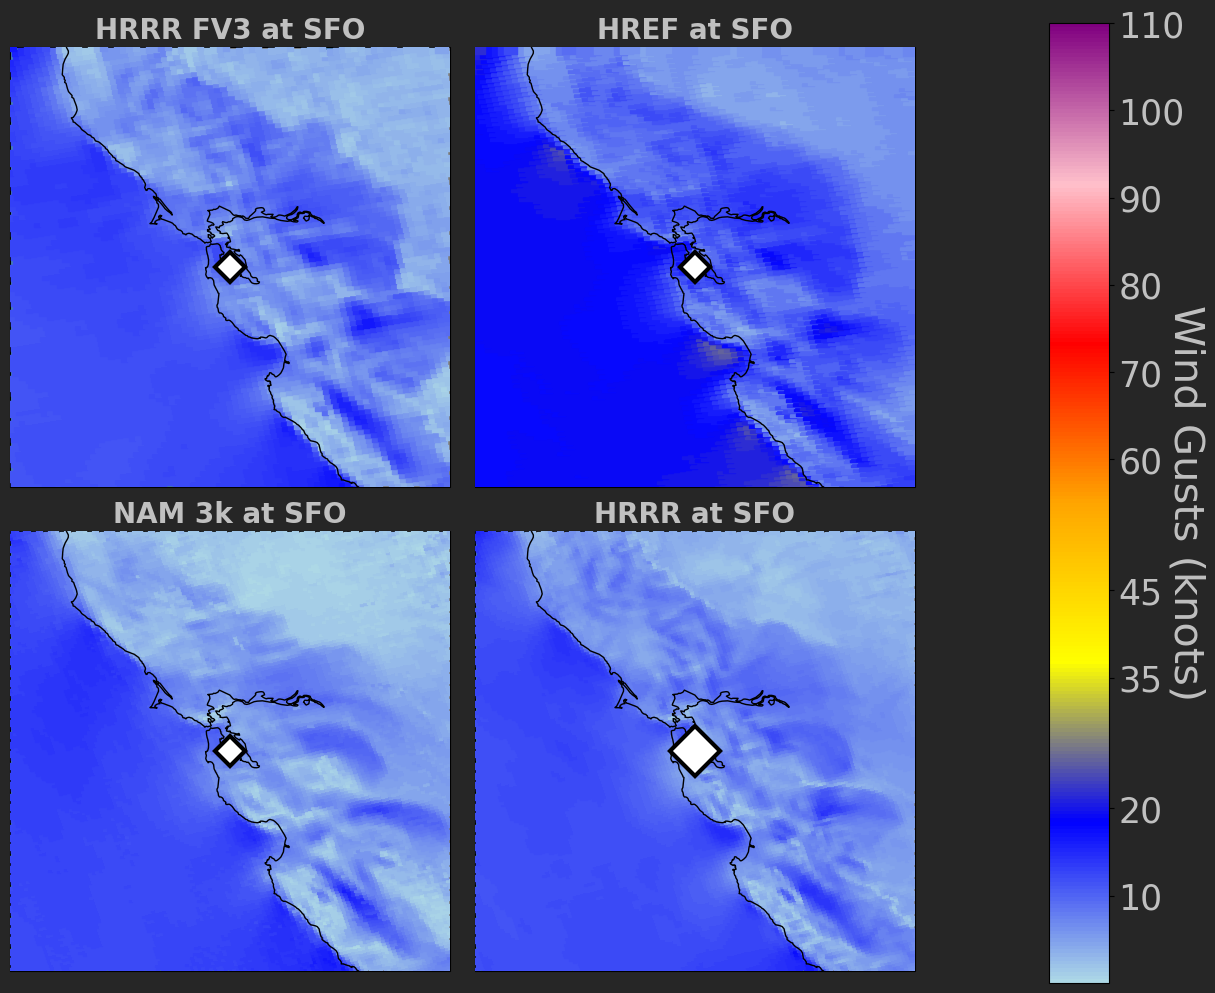 HRRR FV3 at SFO
HREF at SFO
NAM 3k at SFO
HRRR at SFO
110
100
90
80
70
60
45
35
20
10
Wind Gusts (knots)